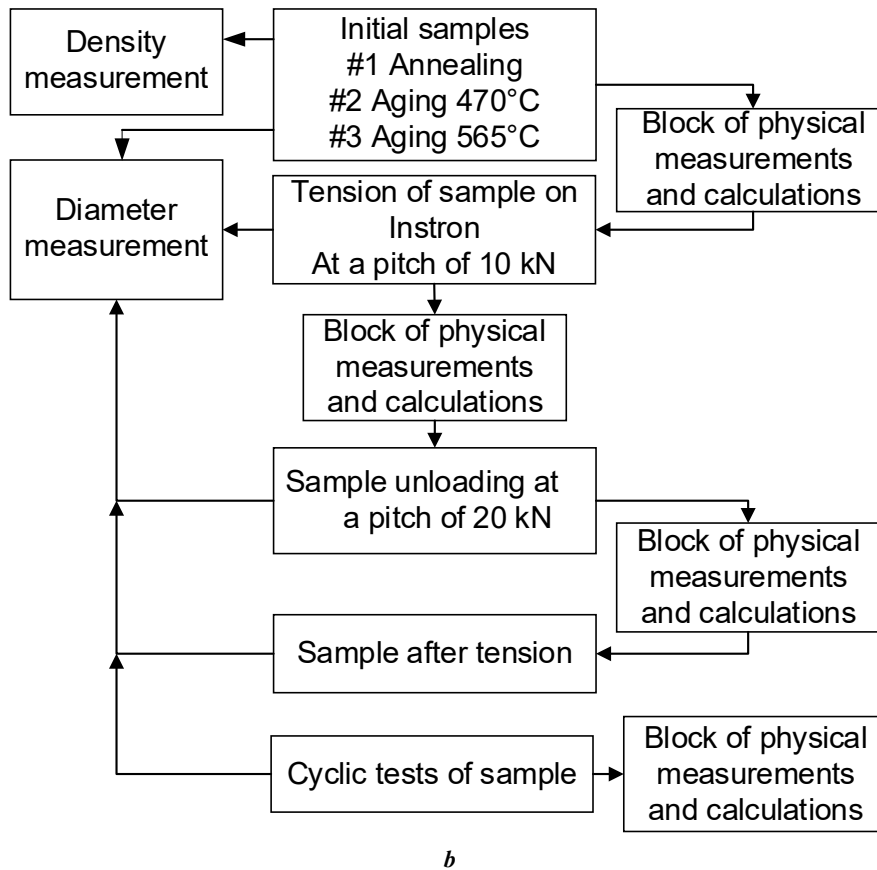 Density
measurement
Initial samples
#1 Annealing
#2 Aging 470°C
#3 Aging 565°C
Block of physical
measurements
and calculations
Diameter
measurement
Tension of sample on
Instron
At a pitch of 10 kN
Block of physical
measurements
and calculations
Sample unloading at
a pitch of 20 kN
Block of physical
measurements
and calculations
Sample after tension
Cyclic tests of sample
Block of physical
measurements
and calculations
b